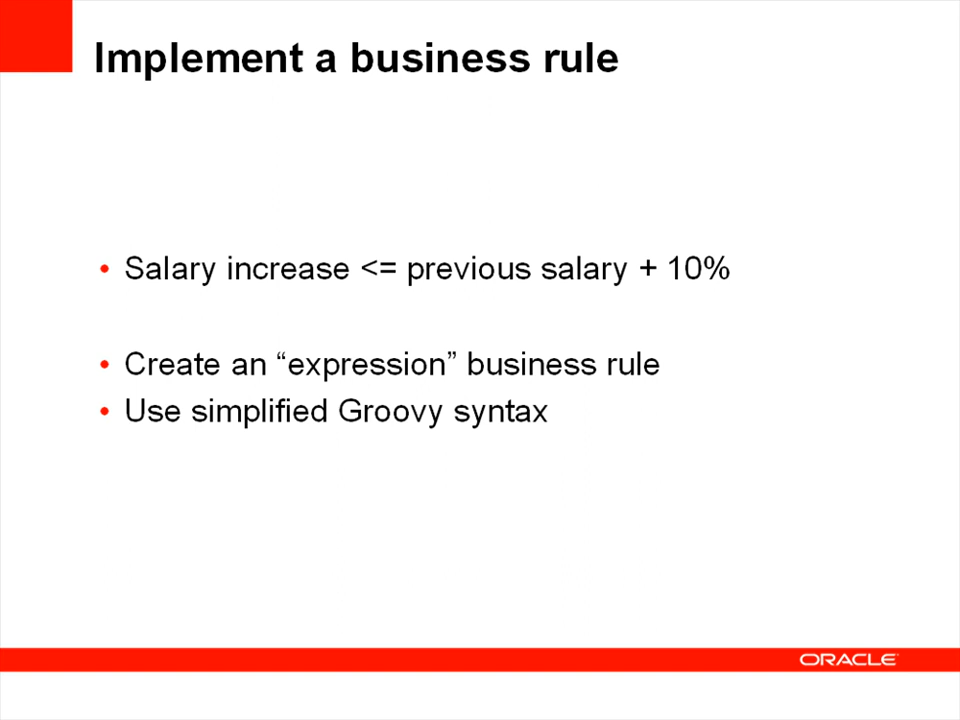 Implement a business rule
• Salary increase <= previous salary + 10%
• Create an “expression” business rule
• Use simplified Groovy syntax
ORACLE